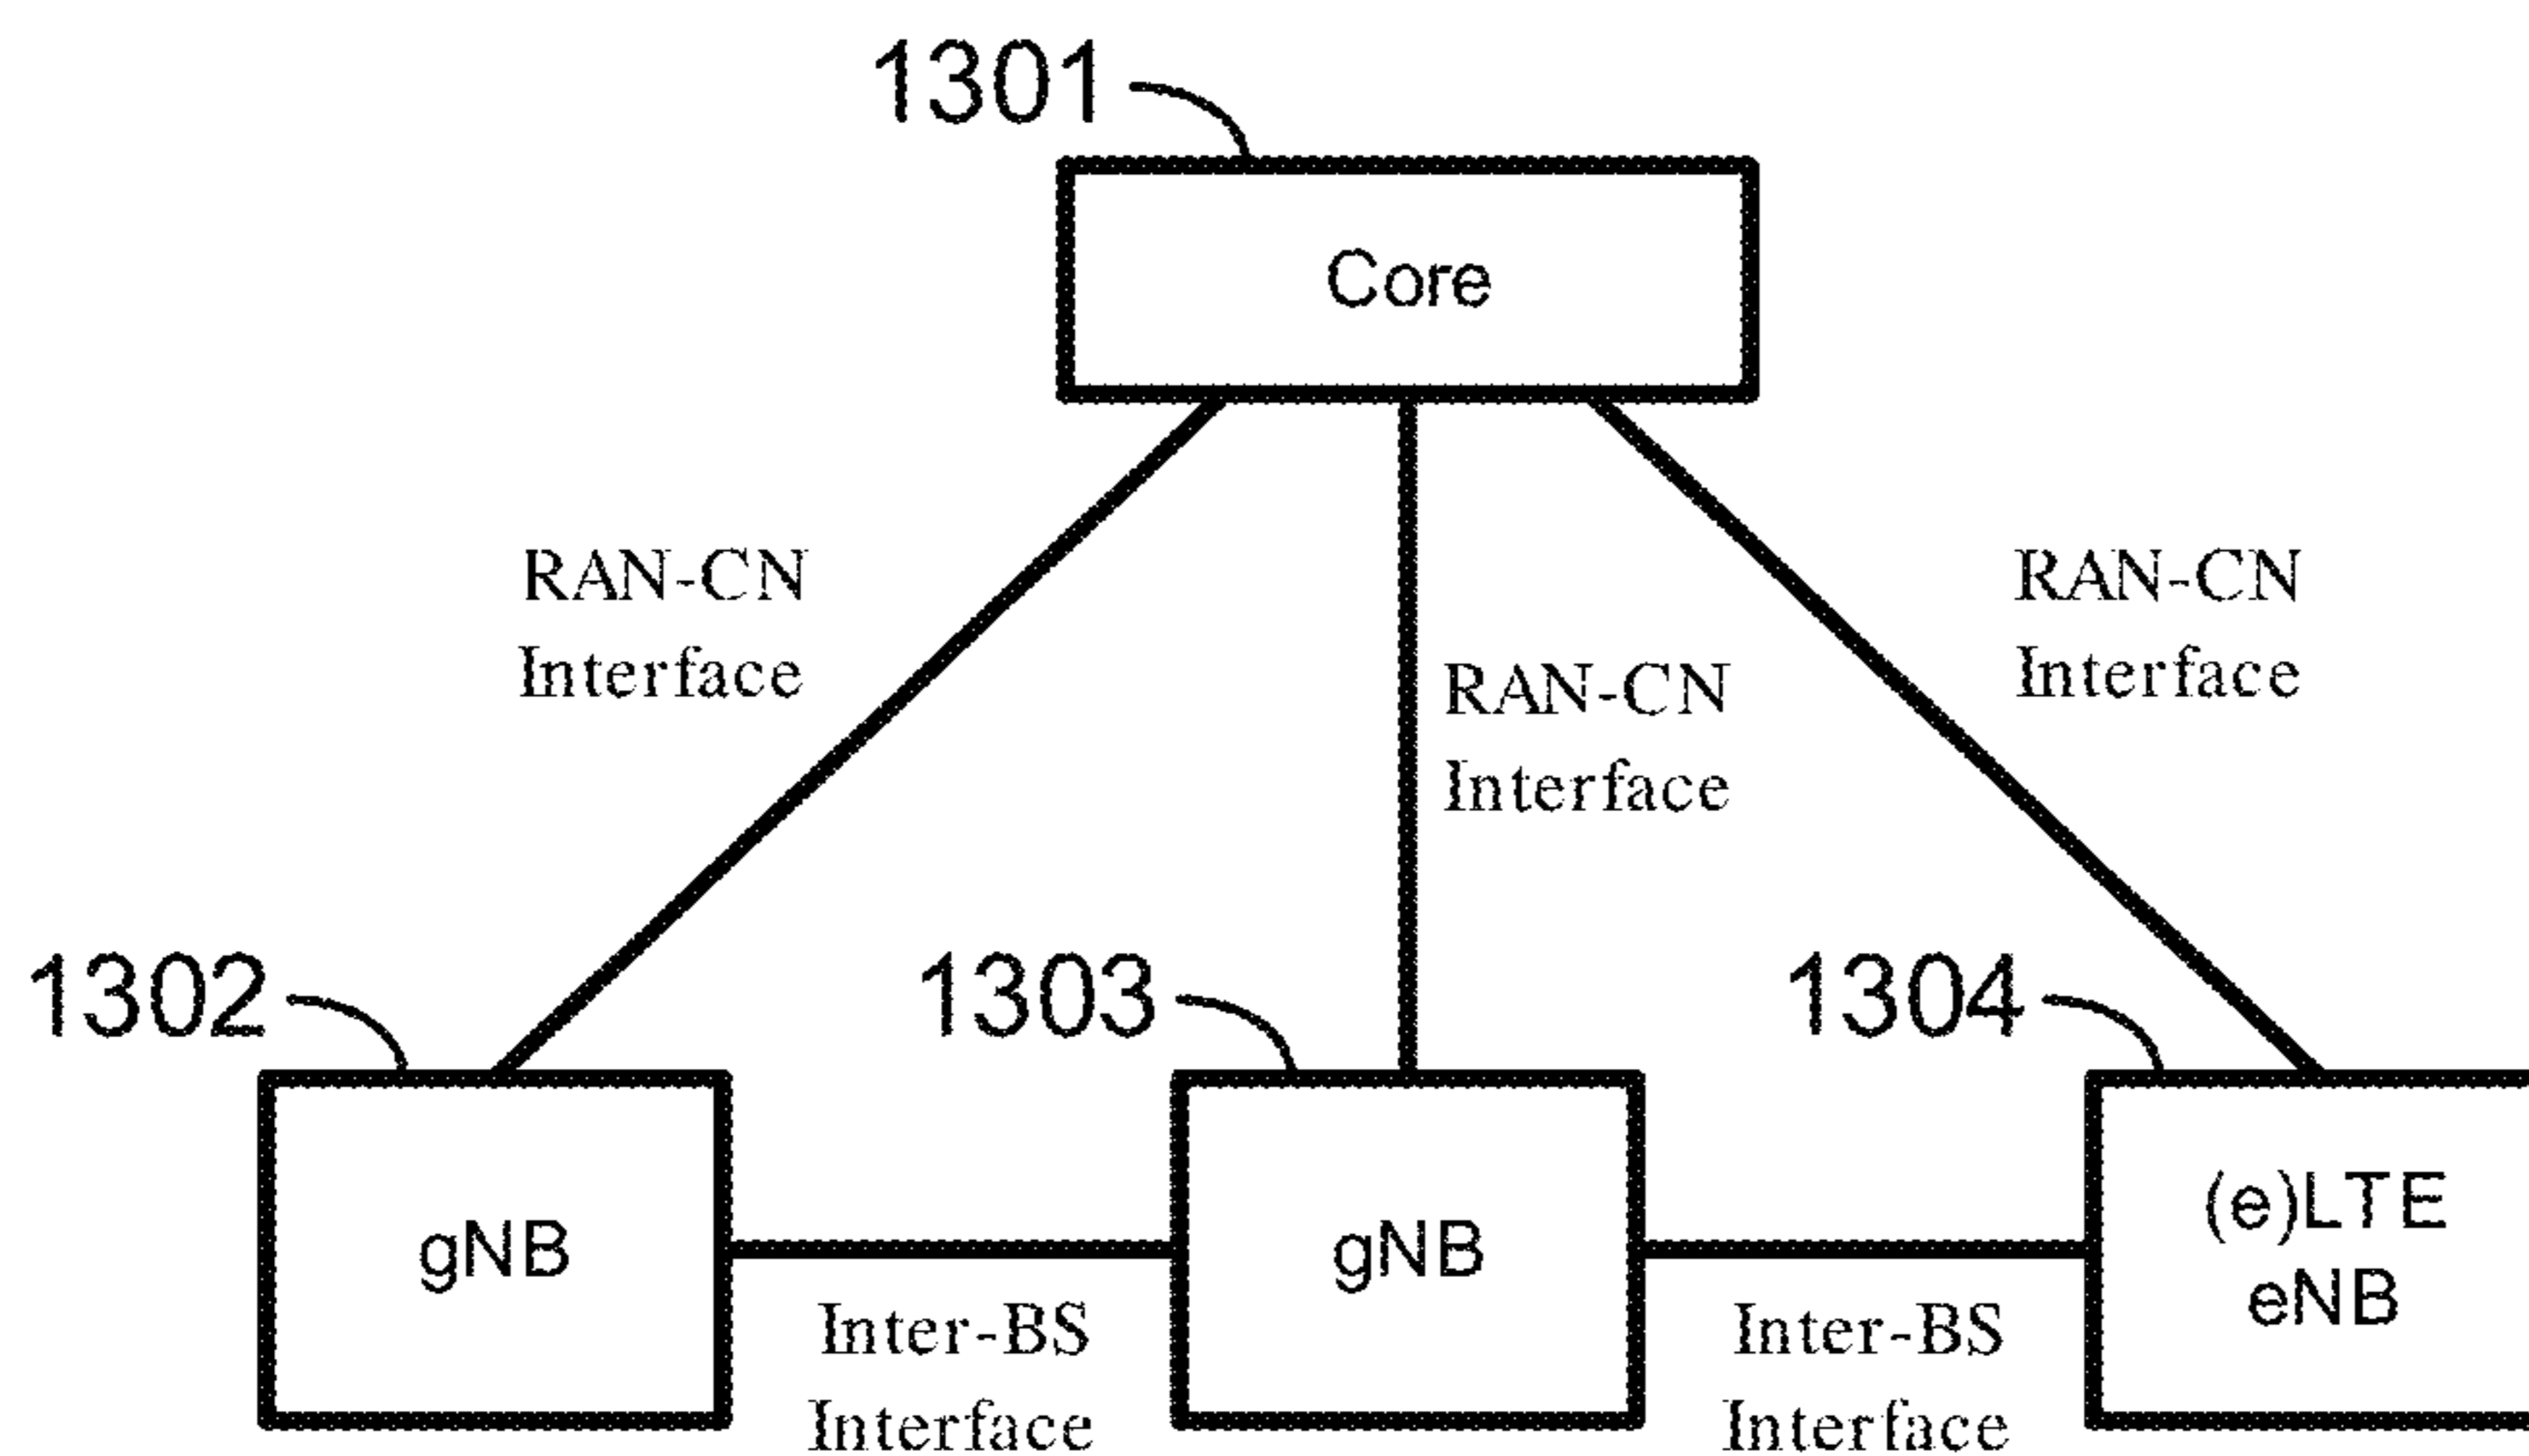 1301
Core
RAN-CN
Interface
RAN-CN
Interface
RAN-CN
Interface
1302
1303
1304
gNB
gNB
(e)LTE
eNB
Inter-BS
Interface
Inter-BS
Interface